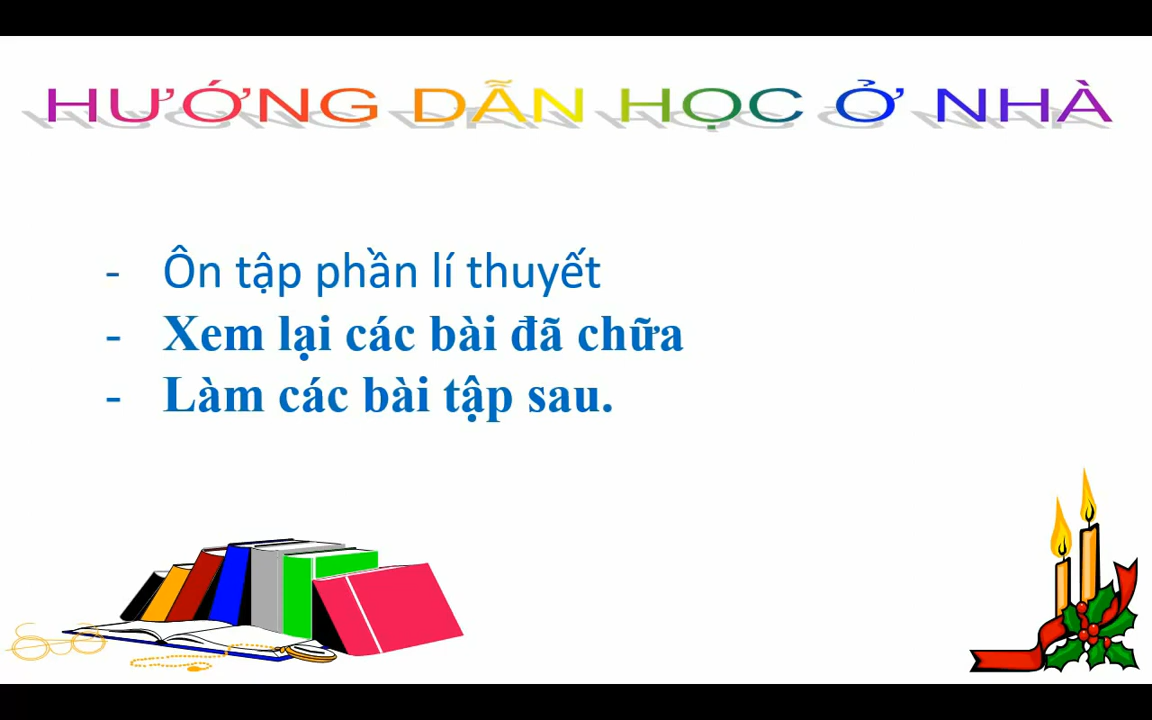 HƯỚNG DẪN HỌC Ở NHÀ
- Ôn tập phần lí thuyết
- Xem lại các bài đã chữa
- Làm các bài tập sau.